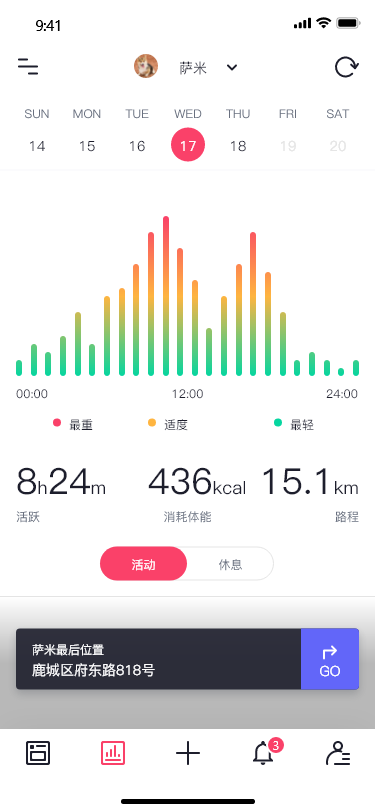 9:41
萨米
SUN MON TUE WED THU FRI SAT
14 15 16 17 18 19 20
00:00 12:00 24:00
最重 适度 最轻
8h24m 436kcal 15.1km
活跃 消耗体能 路程
活动 休息
萨米最后位置
鹿城区府东路818号
GO
3